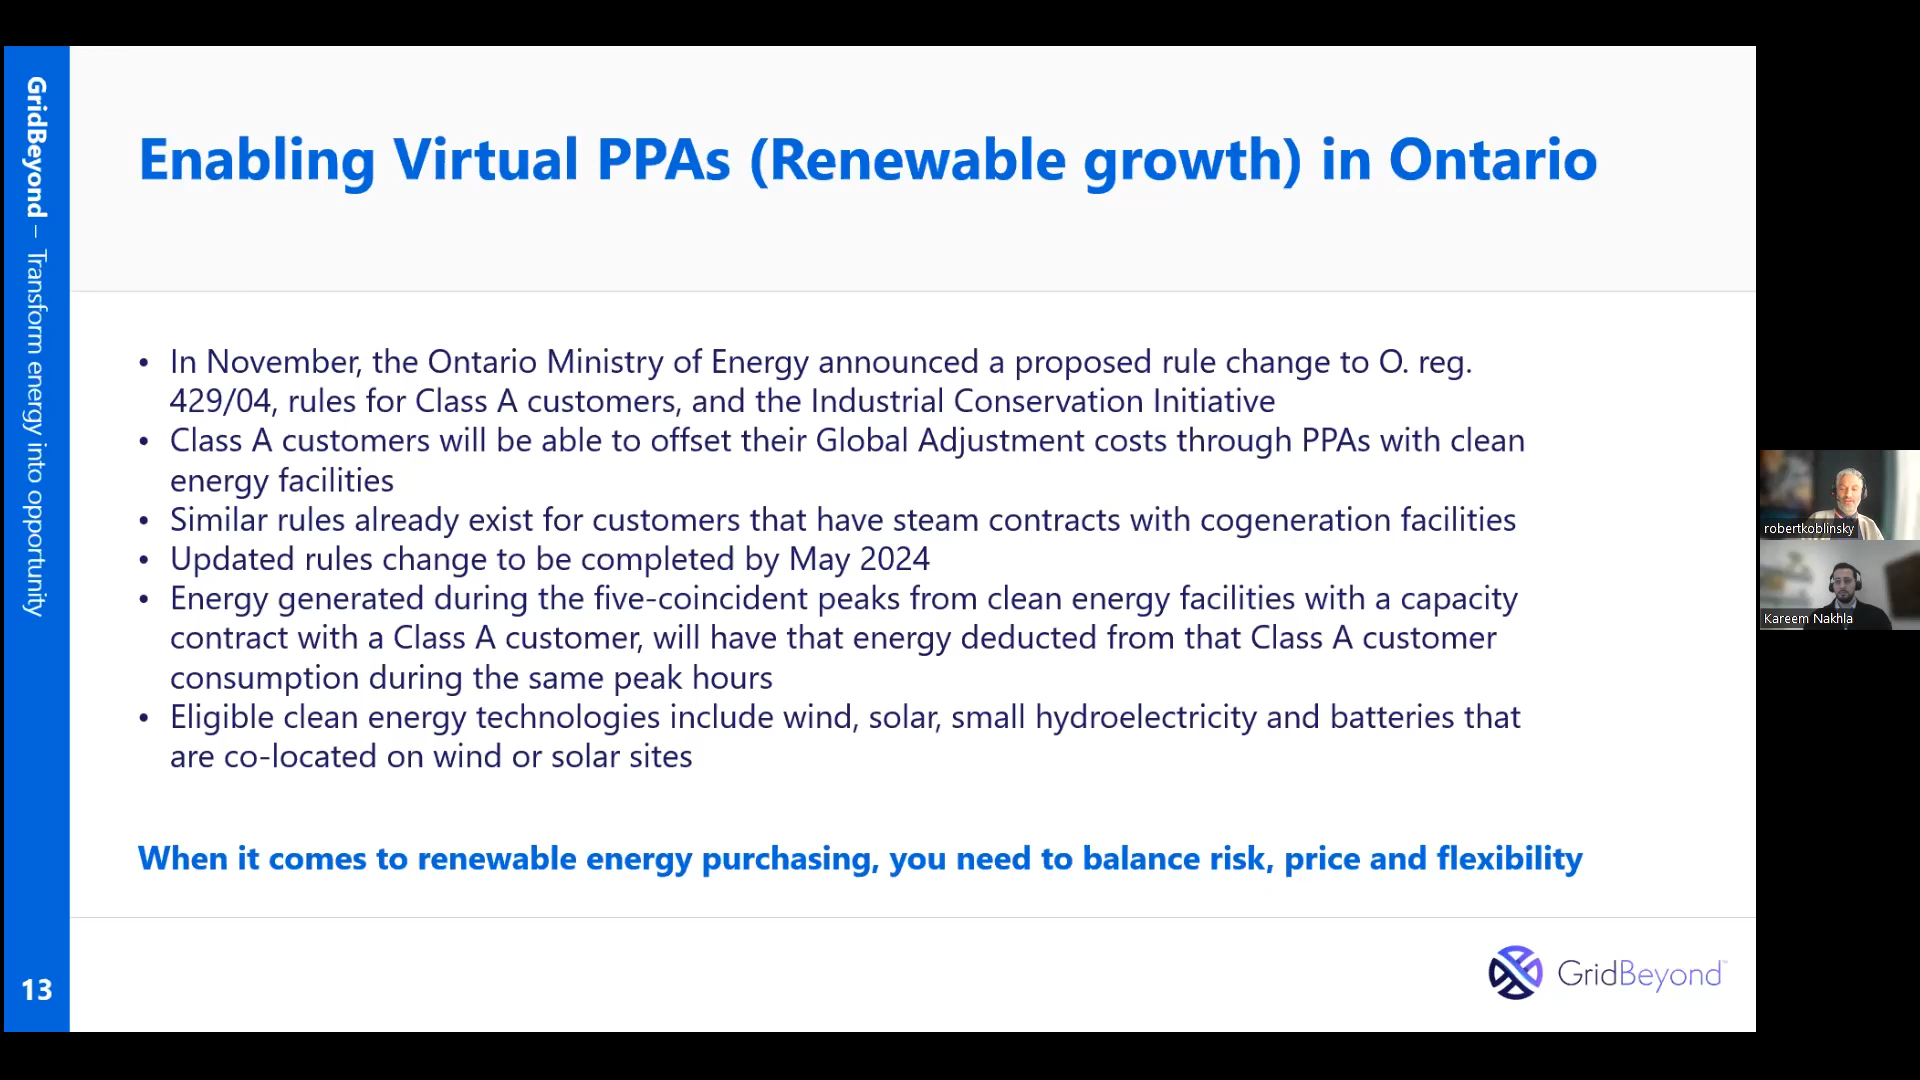 GridBeyond – Transform energy into opportunity
Enabling Virtual PPAs (Renewable growth) in Ontario
• In November, the Ontario Ministry of Energy announced a proposed rule change to O. reg.
429/04, rules for Class A customers, and the Industrial Conservation Initiative
• Class A customers will be able to offset their Global Adjustment costs through PPAs with clean
energy facilities
• Similar rules already exist for customers that have steam contracts with cogeneration facilities
• Updated rules change to be completed by May 2024
• Energy generated during the five-coincident peaks from clean energy facilities with a capacity
contract with a Class A customer, will have that energy deducted from that Class A customer
consumption during the same peak hours
• Eligible clean energy technologies include wind, solar, small hydroelectricity and batteries that
are co-located on wind or solar sites
When it comes to renewable energy purchasing, you need to balance risk, price and flexibility
13
GridBeyond™
robertkoblinsky
Kareem Nakhla